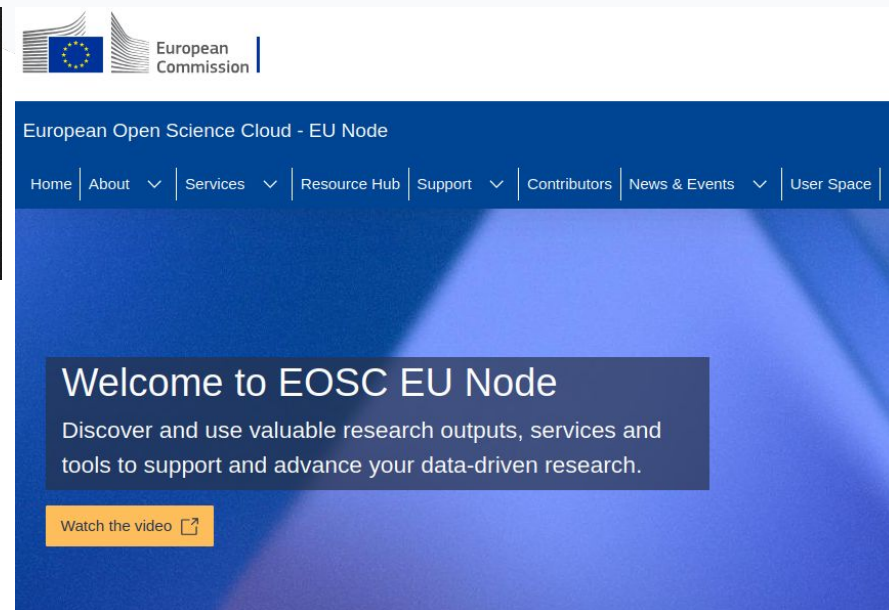 European
Commission
European Open Science Cloud - EU Node
Home About Services Resource Hub Support Contributors News & Events User Space
Welcome to EOSC EU Node
Discover and use valuable research outputs, services and
tools to support and advance your data-driven research.
Watch the video